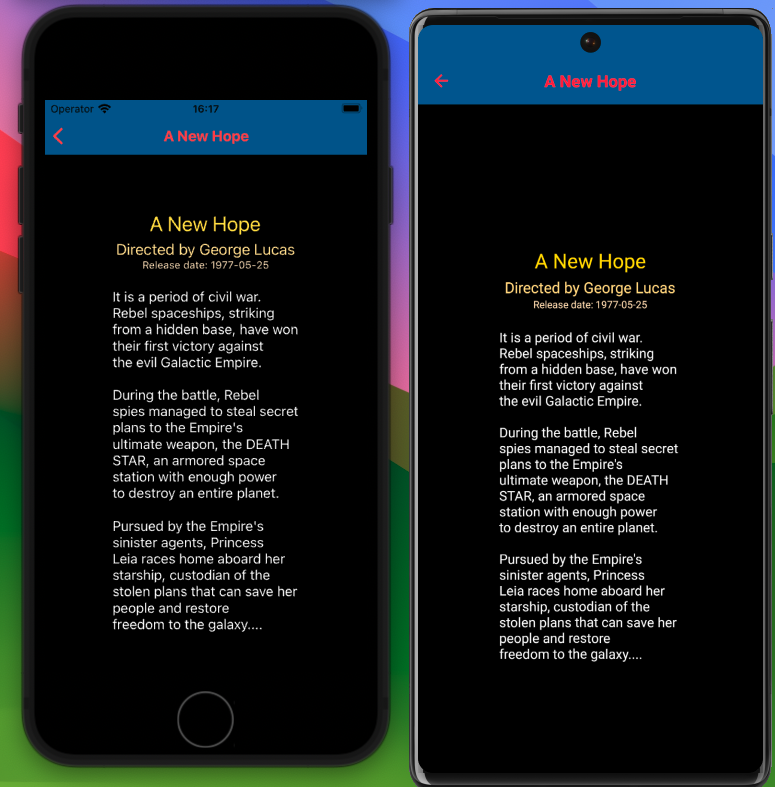 Operator 16:17
A New Hope
A New Hope
Directed by George Lucas
Release date: 1977-05-25
It is a period of civil war.
Rebel spaceships, striking
from a hidden base, have won
their first victory against
the evil Galactic Empire.
During the battle, Rebel
spies managed to steal secret
plans to the Empire's
ultimate weapon, the DEATH
STAR, an armored space
station with enough power
to destroy an entire planet.
Pursued by the Empire's
sinister agents, Princess
Leia races home aboard her
starship, custodian of the
stolen plans that can save her
people and restore
freedom to the galaxy....
A New Hope
A New Hope
Directed by George Lucas
Release date: 1977-05-25
It is a period of civil war.
Rebel spaceships, striking
from a hidden base, have won
their first victory against
the evil Galactic Empire.
During the battle, Rebel
spies managed to steal secret
plans to the Empire's
ultimate weapon, the DEATH
STAR, an armored space
station with enough power
to destroy an entire planet.
Pursued by the Empire's
sinister agents, Princess
Leia races home aboard her
starship, custodian of the
stolen plans that can save her
people and restore
freedom to the galaxy....